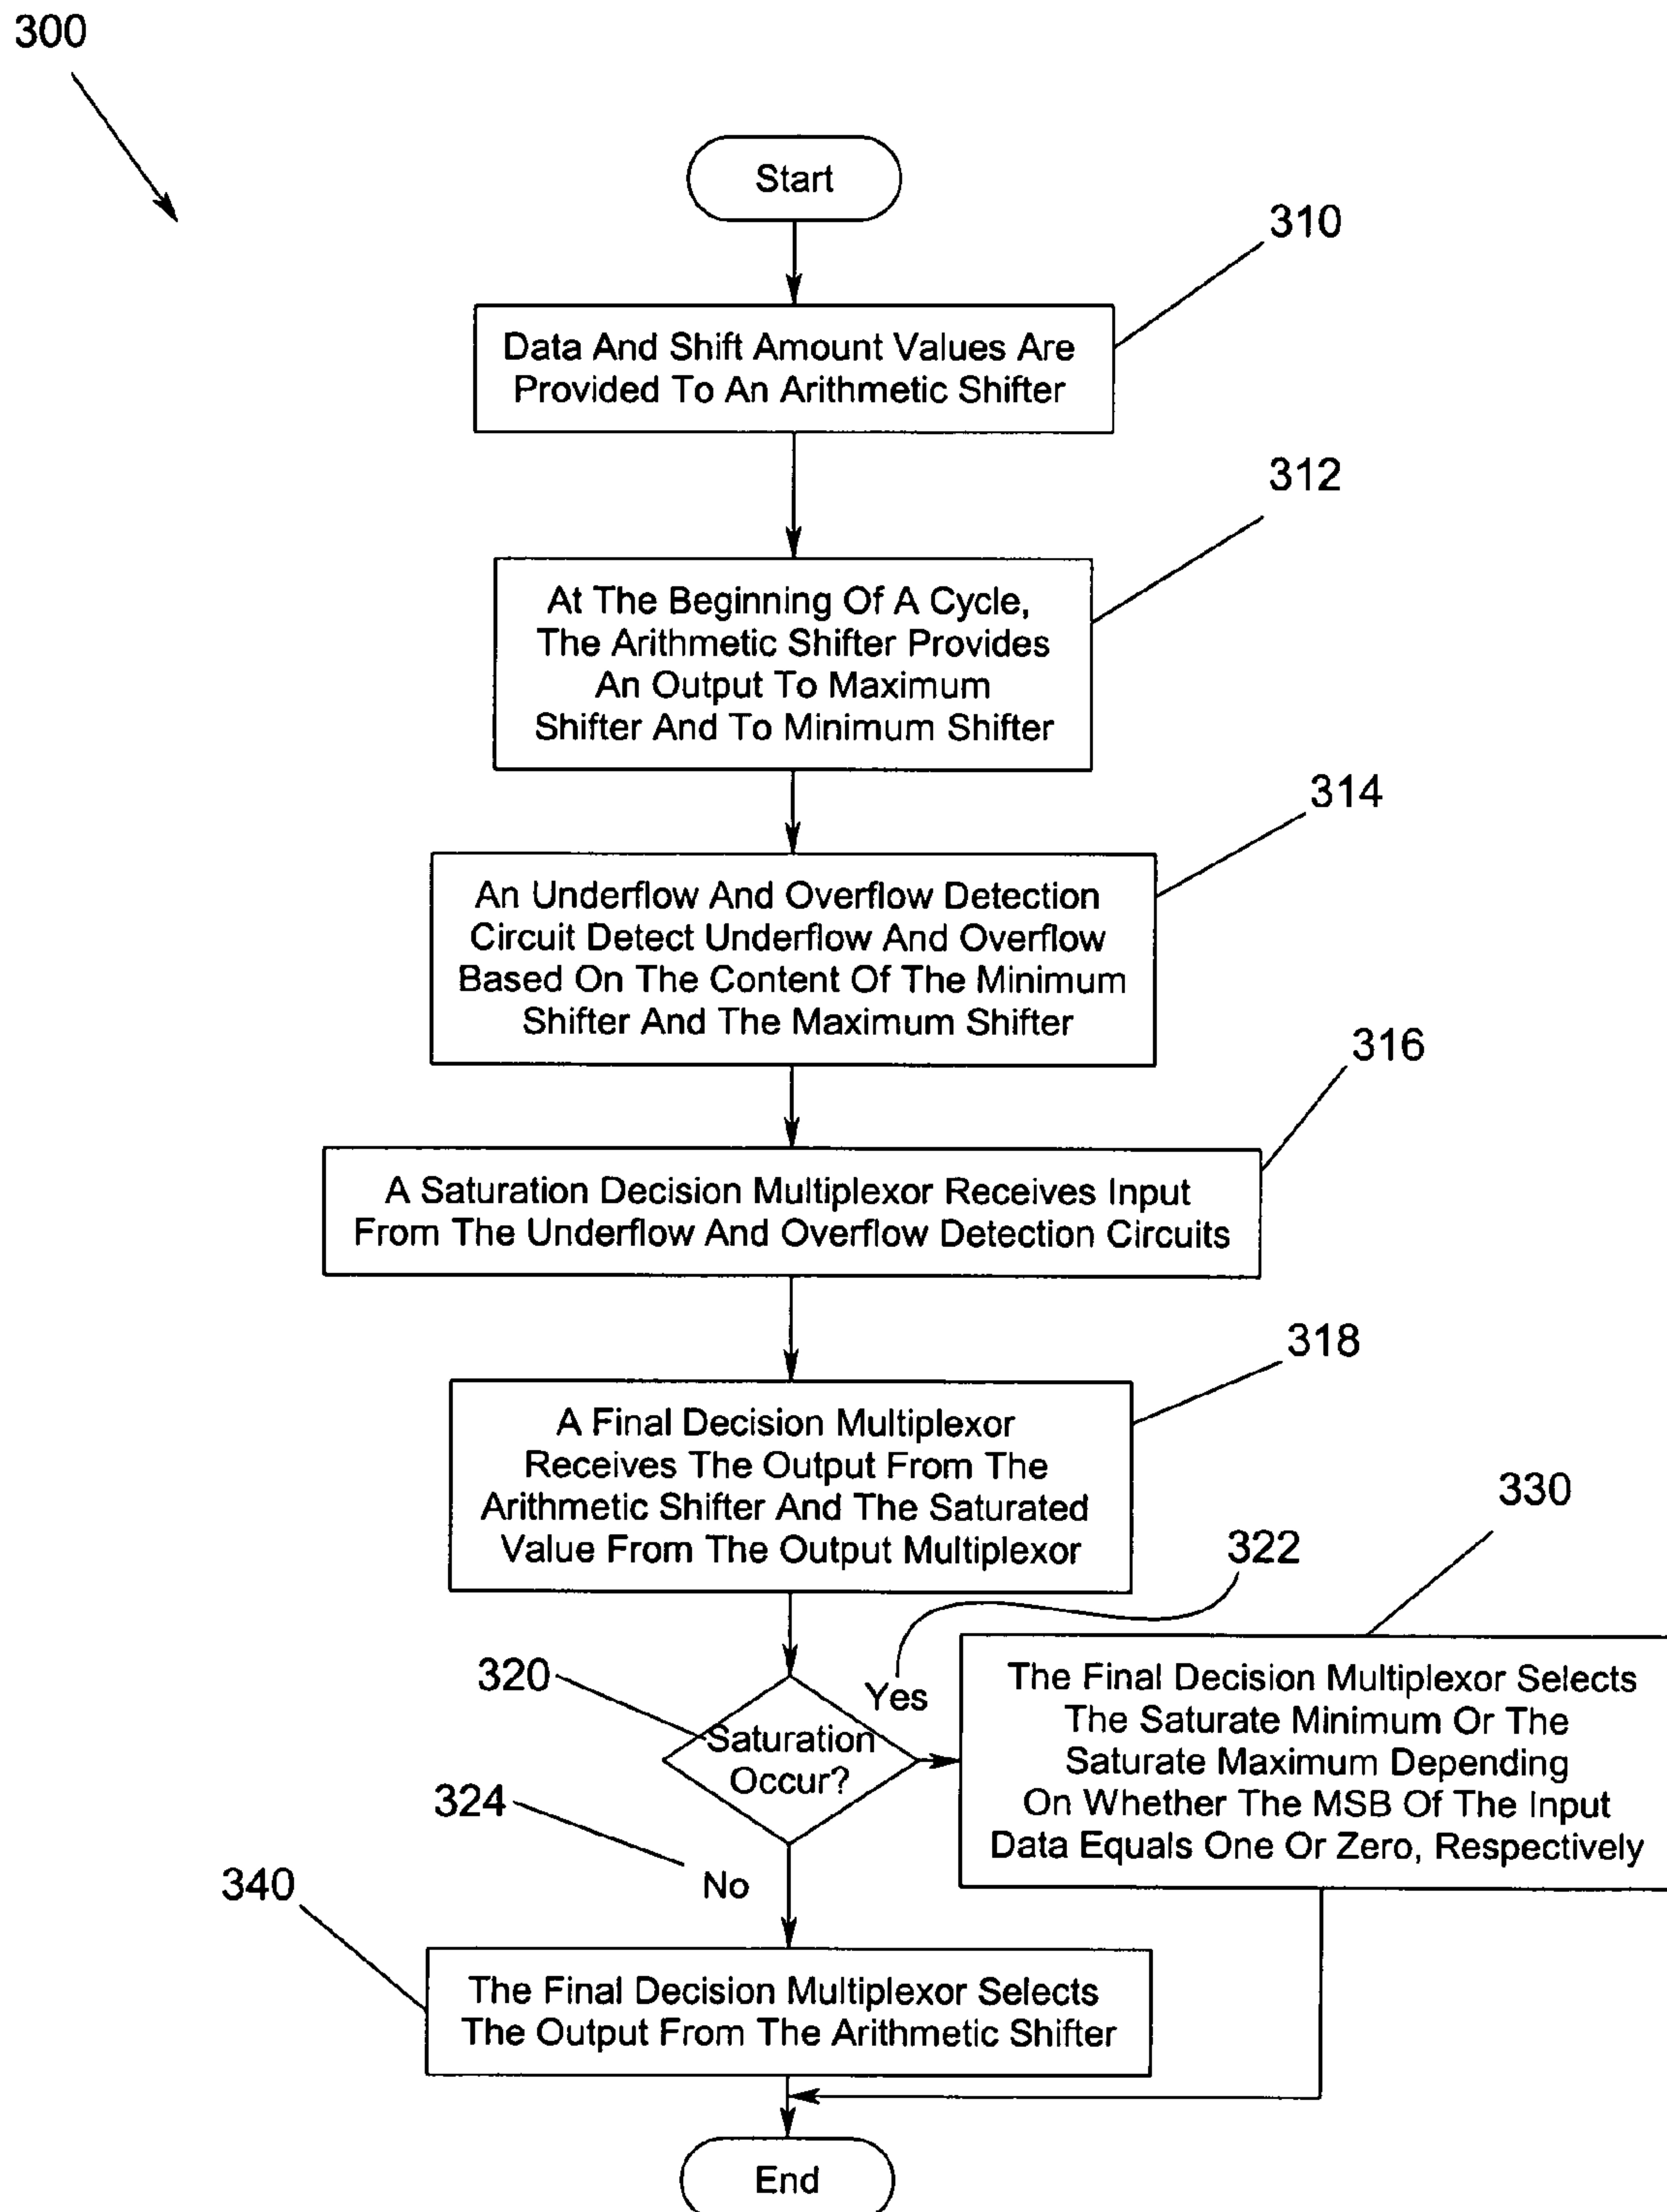 300
Start
310
Data And Shift Amount Values Are
Provided To An Arithmetic Shifter
312
At The Beginning Of A Cycle,
The Arithmetic Shifter Provides
An Output To Maximum
Shifter And To Minimum Shifter
314
An Underflow And Overflow Detection
Circuit Detect Underflow And Overflow
Based On The Content Of The Minimum
Shifter And The Maximum Shifter
316
A Saturation Decision Multiplexor Receives Input
From The Underflow And Overflow Detection Circuits
318
A Final Decision Multiplexor
Receives The Output From The
Arithmetic Shifter And The Saturated
Value From The Output Multiplexor
320
Saturation
Occur?
322
Yes
330
The Final Decision Multiplexor Selects
The Saturate Minimum Or The
Saturate Maximum Depending
On Whether The MSB Of The Input
Data Equals One Or Zero, Respectively
324
No
340
The Final Decision Multiplexor Selects
The Output From The Arithmetic Shifter
End